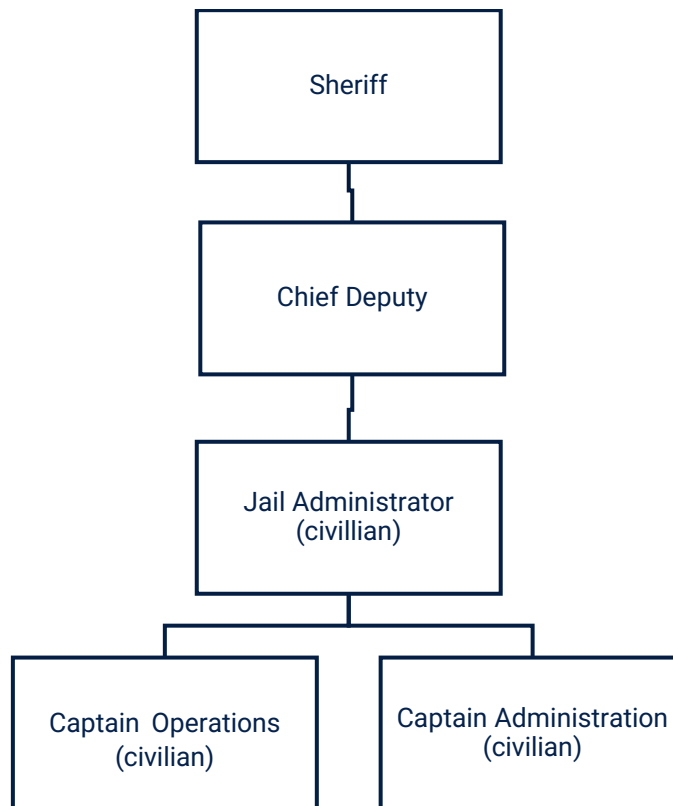 Sheriff
Chief Deputy
Jail Administrator
(civillian)
Captain  Operations
(civilian)
Captain Administration
(civilian)